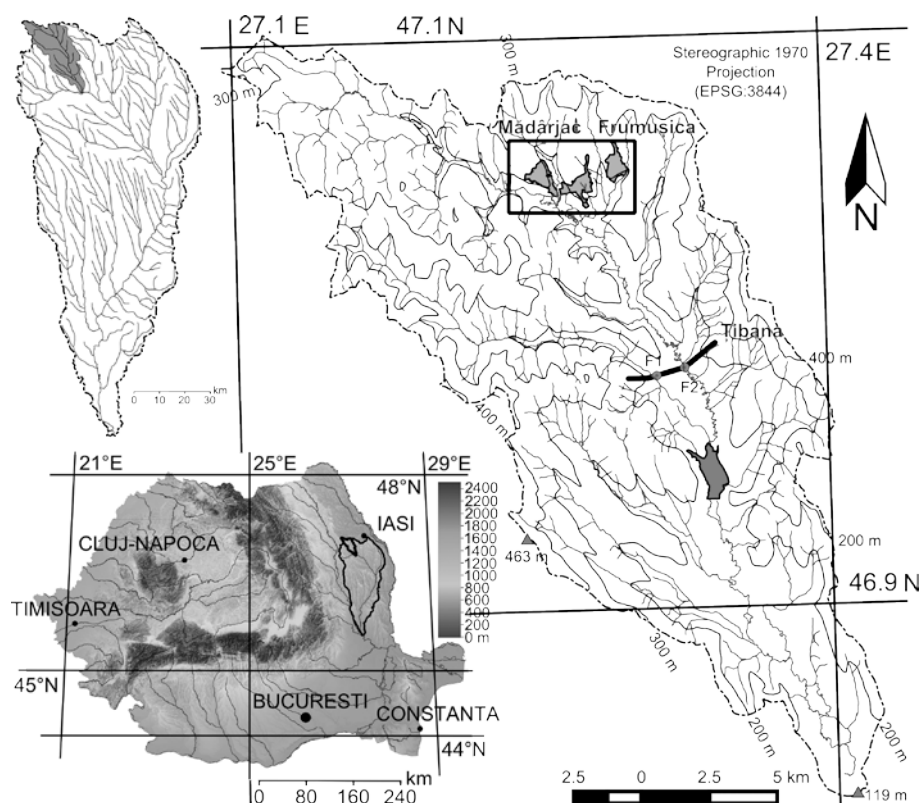 27.1 E
47.1 N
27.4 E
Stereographic 1970
Projection
(EPSG:3844)
300 m
300 m
Mădârjac
Frumusica
N
Tibana
F1
F2
400 m
400 m
0
10
20
30
km
21°E
25°E
29°E
48°N
IASI
CLUJ-NAPOCA
TIMISOARA
45°N
BUCURESTI
CONSTANTA
44°N
2400
2200
2000
1800
1600
1400
1200
1000
800
600
400
200
0 m
km
0
80
160
240
463 m
200 m
46.9 N
300 m
200 m
200 m
119 m
2.5
0
2.5
5 km